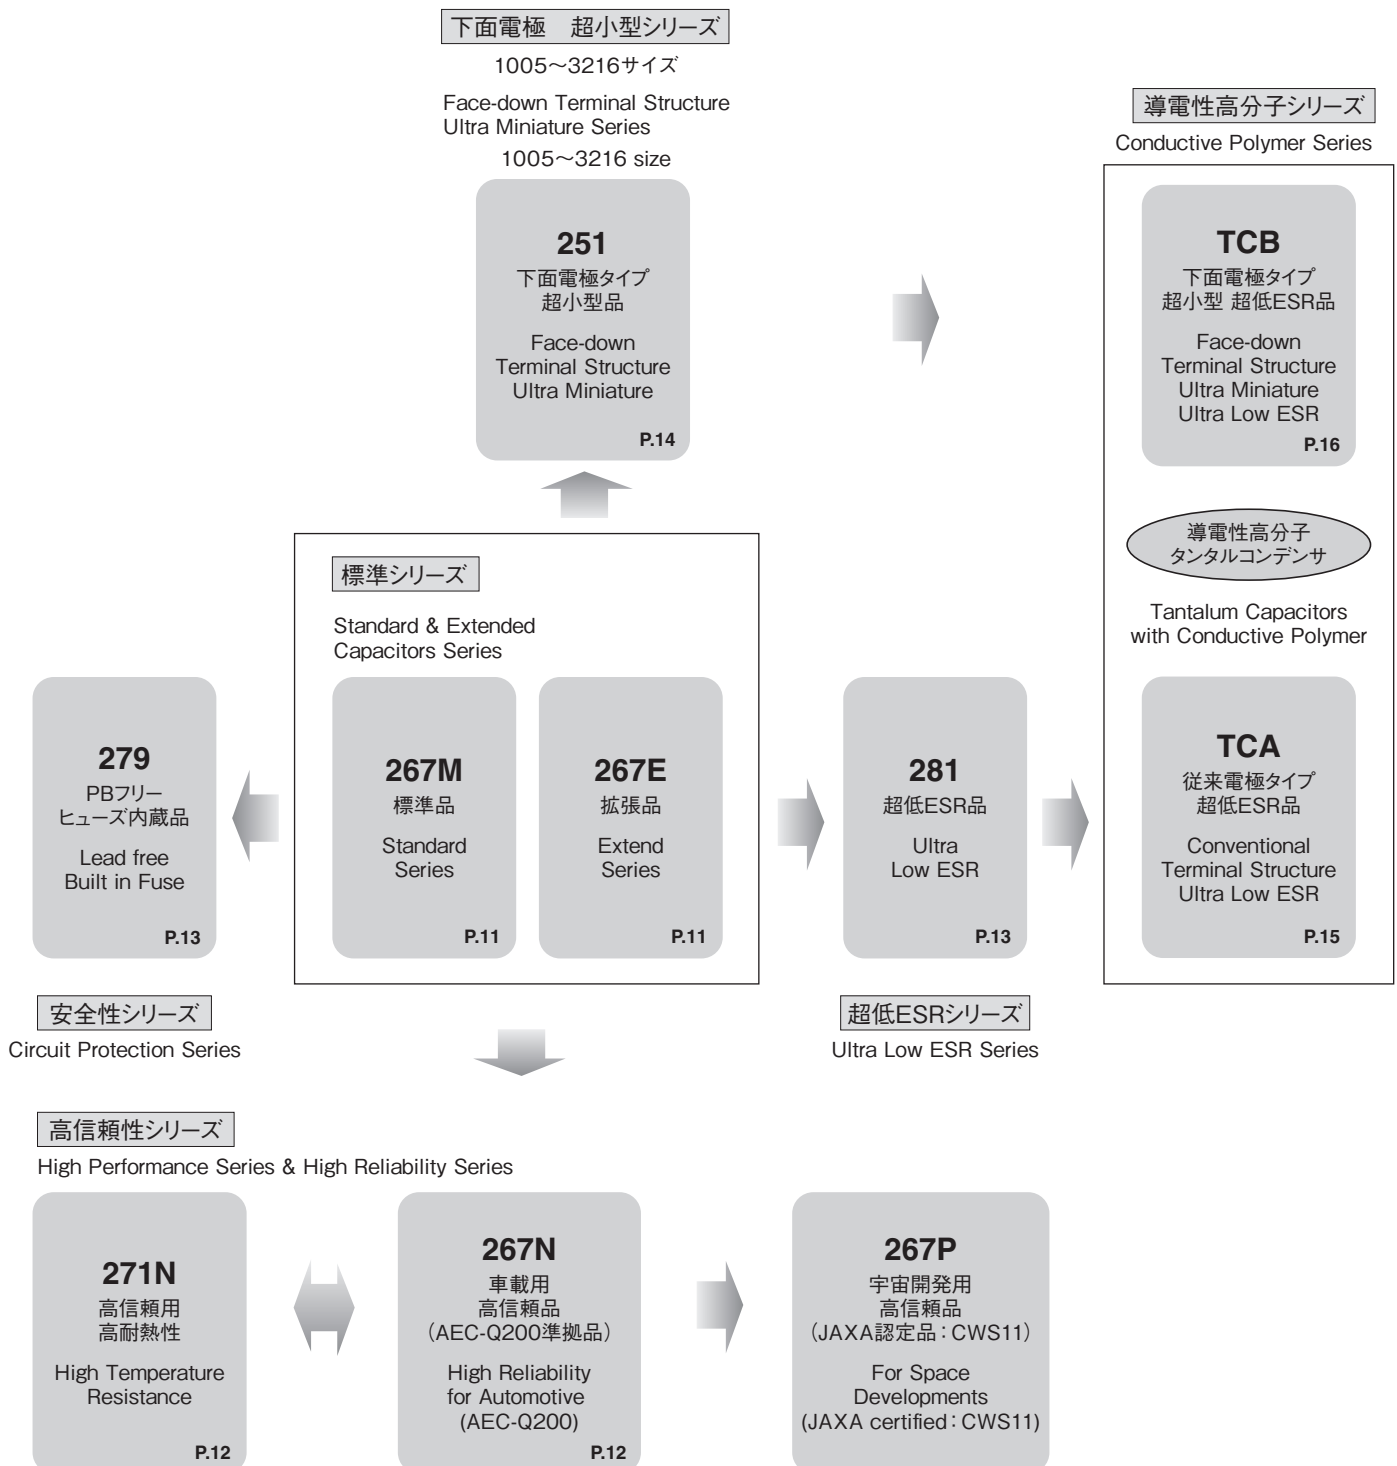 下面電極　超小型シリーズ
1005～3216サイズ
Face-down Terminal Structure
Ultra Miniature Series
1005～3216 size
251
下面電極タイプ
超小型品
Face-down
Terminal Structure
Ultra Miniature
P.14
導電性高分子シリーズ
Conductive Polymer Series
TCB
下面電極タイプ
超小型 超低ESR品
Face-down
Terminal Structure
Ultra Miniature
Ultra Low ESR
P.16
導電性高分子
タンタルコンデンサ
Tantalum Capacitors
with Conductive Polymer
TCA
従来電極タイプ
超低ESR品
Conventional
Terminal Structure
Ultra Low ESR
P.15
標準シリーズ
Standard & Extended
Capacitors Series
267M
標準品
Standard
Series
P.11
267E
拡張品
Extend
Series
P.11
279
PBフリー
ヒューズ内蔵品
Lead free
Built in Fuse
P.13
安全性シリーズ
Circuit Protection Series
281
超低ESR品
Ultra
Low ESR
P.13
超低ESRシリーズ
Ultra Low ESR Series
高信頼性シリーズ
High Performance Series & High Reliability Series
271N
高信頼用
高耐熱性
High Temperature
Resistance
P.12
267N
車載用
高信頼品
（AEC-Q200準拠品）
High Reliability
for Automotive
(AEC-Q200)
P.12
267P
宇宙開発用
高信頼品
（JAXA認定品：CWS11）
For Space
Developments
(JAXA certified：CWS11)